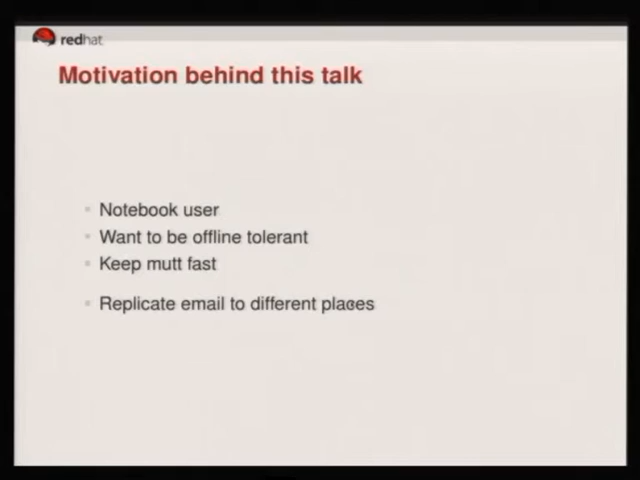 redhat
Motivation behind this talk
Notebook user
Want to be offline tolerant
Keep mutt fast
Replicate email to different places